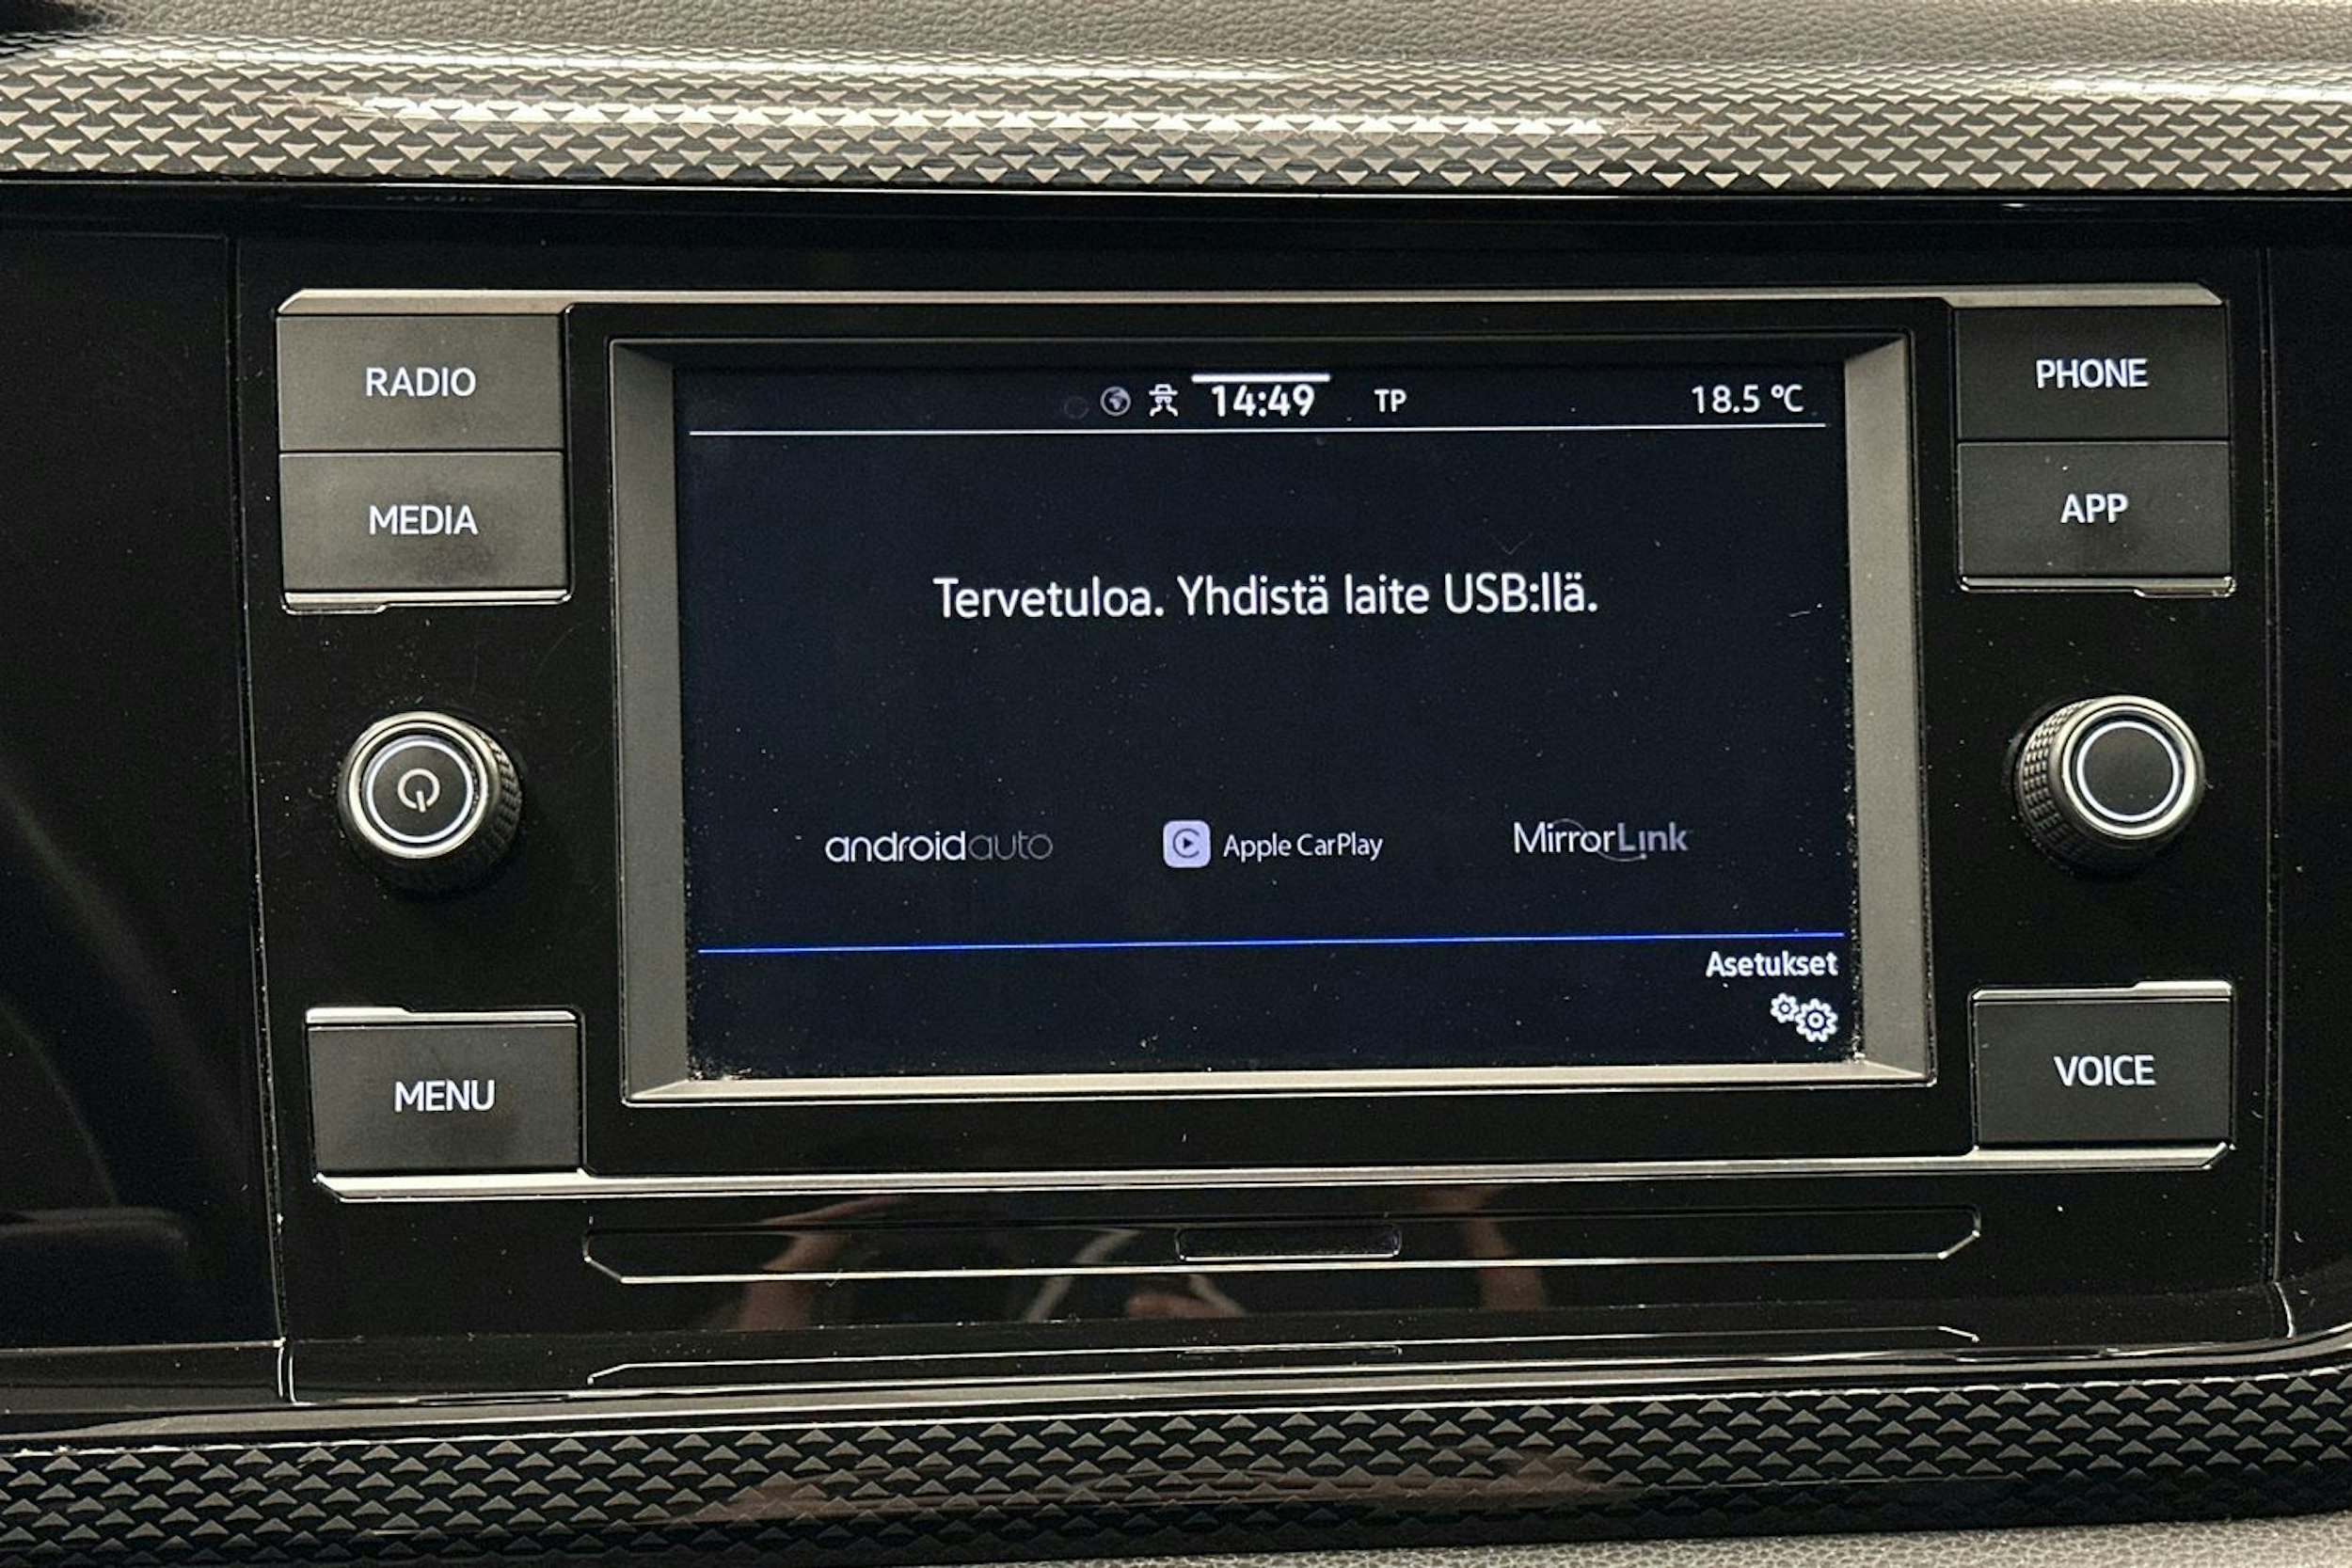 RADIO
MEDIA
MENU
14:49 TP 18.5 °C
Tervetuloa. Yhdistä laite USB:llä.
androidauto Apple CarPlay MirrorLink
Asetukset
PHONE
APP
VOICE